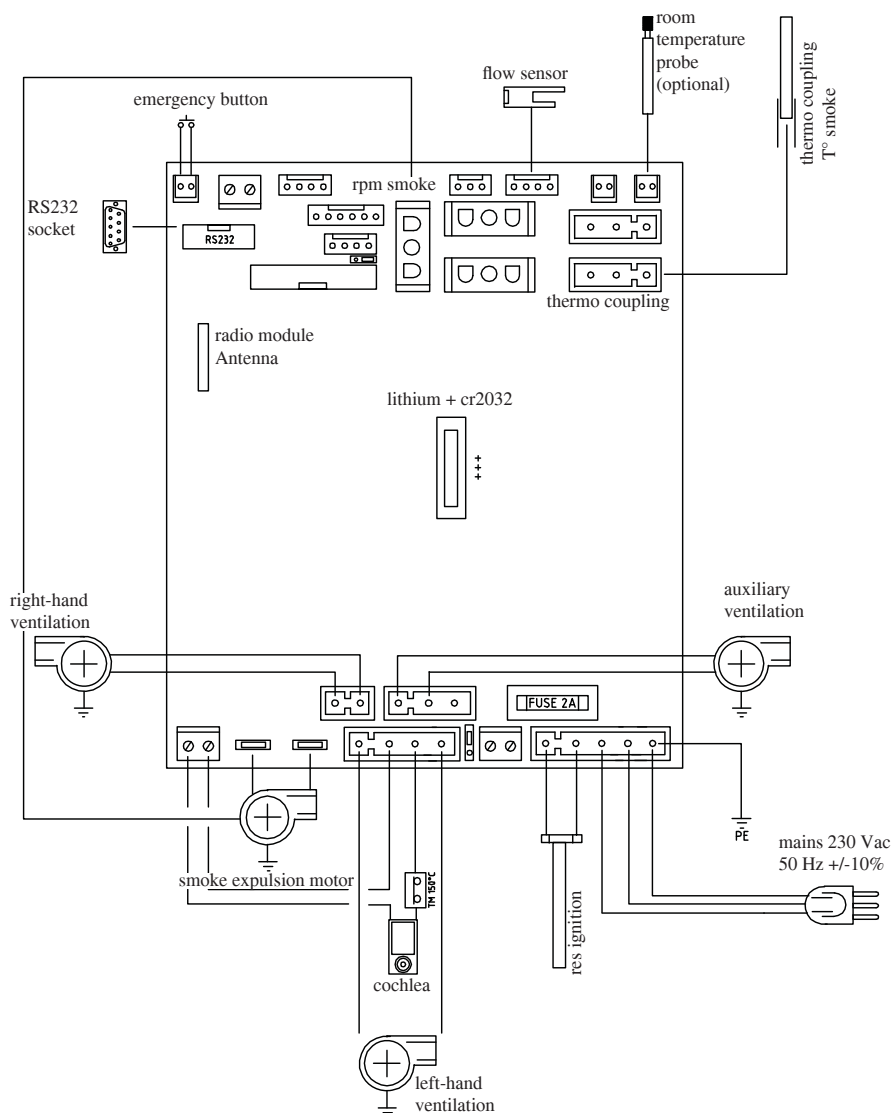 room
temperature
probe
(optional)
thermo coupling
T° smoke
flow sensor
emergency button
rpm smoke
RS232
socket
RS232
thermo coupling
radio module
Antenna
lithium + cr2032
+++
right-hand
ventilation
auxiliary
ventilation
FUSE 2A
PE
mains 230 Vac
50 Hz +/-10%
smoke expulsion motor
TM 150°C
res ignition
cochlea
left-hand
ventilation